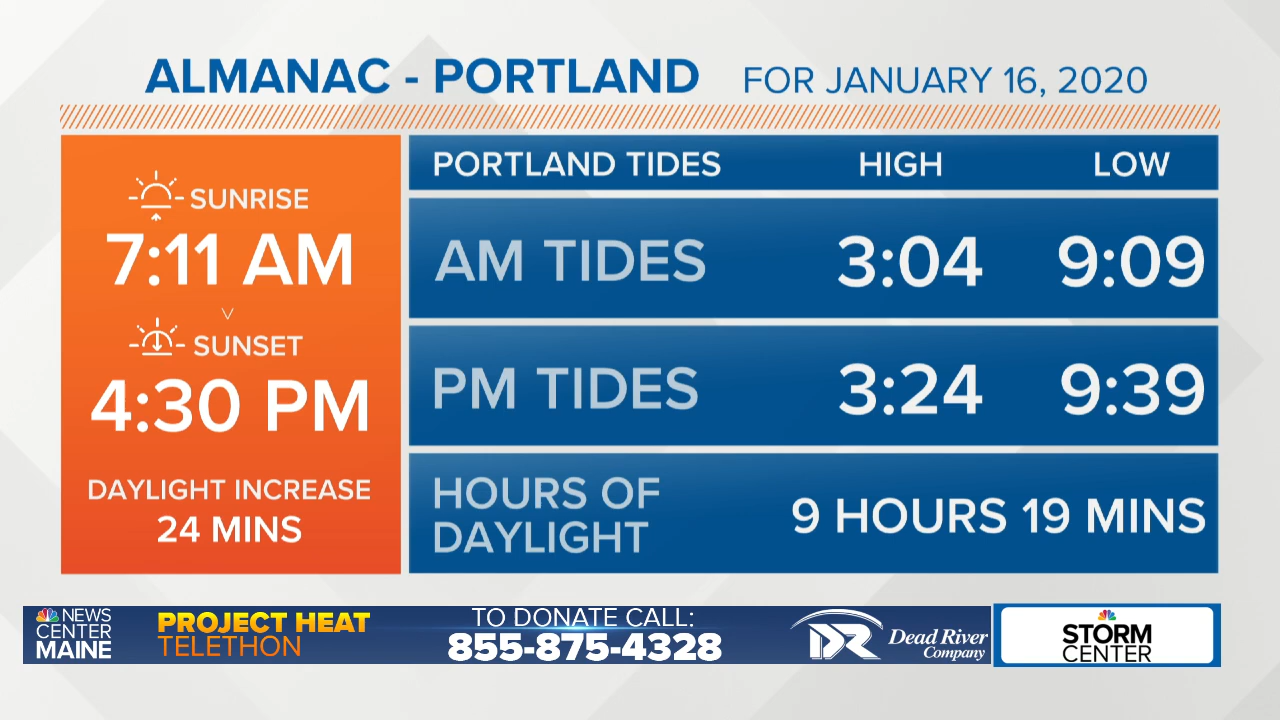 ALMANAC - PORTLAND FOR JANUARY 16, 2020
SUNRISE
7:11 AM
SUNSET
4:30 PM
DAYLIGHT INCREASE
24 MINS
PORTLAND TIDES HIGH LOW
AM TIDES 3:04 9:09
PM TIDES 3:24 9:39
HOURS OF
DAYLIGHT
9 HOURS 19 MINS
NEWS
CENTER
MAINE
PROJECT HEAT
TELETHON
TO DONATE CALL:
855-875-4328
DR
Dead River
Company
STORM
CENTER